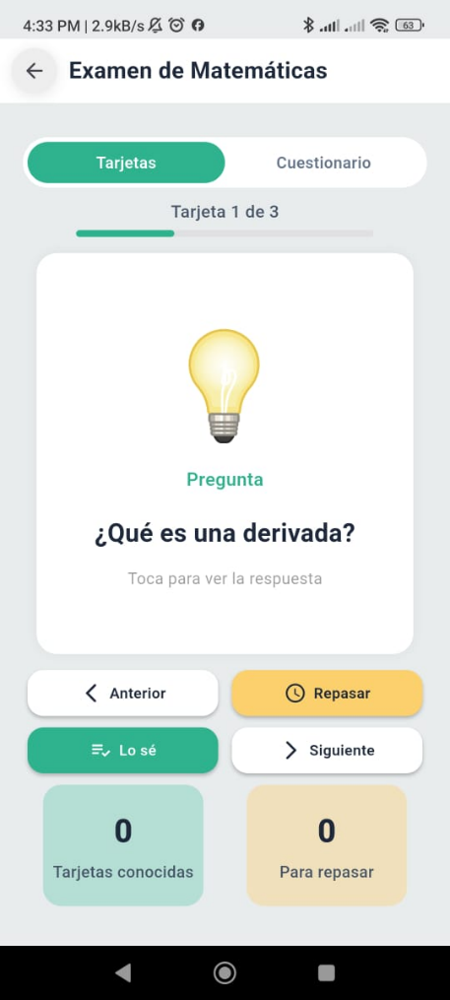 4:33 PM | 2.9kB/s
63
Examen de Matemáticas
Tarjetas
Cuestionario
Tarjeta 1 de 3
Pregunta
¿Qué es una derivada?
Toca para ver la respuesta
Anterior
Repasar
Lo sé
Siguiente
0
Tarjetas conocidas
0
Para repasar